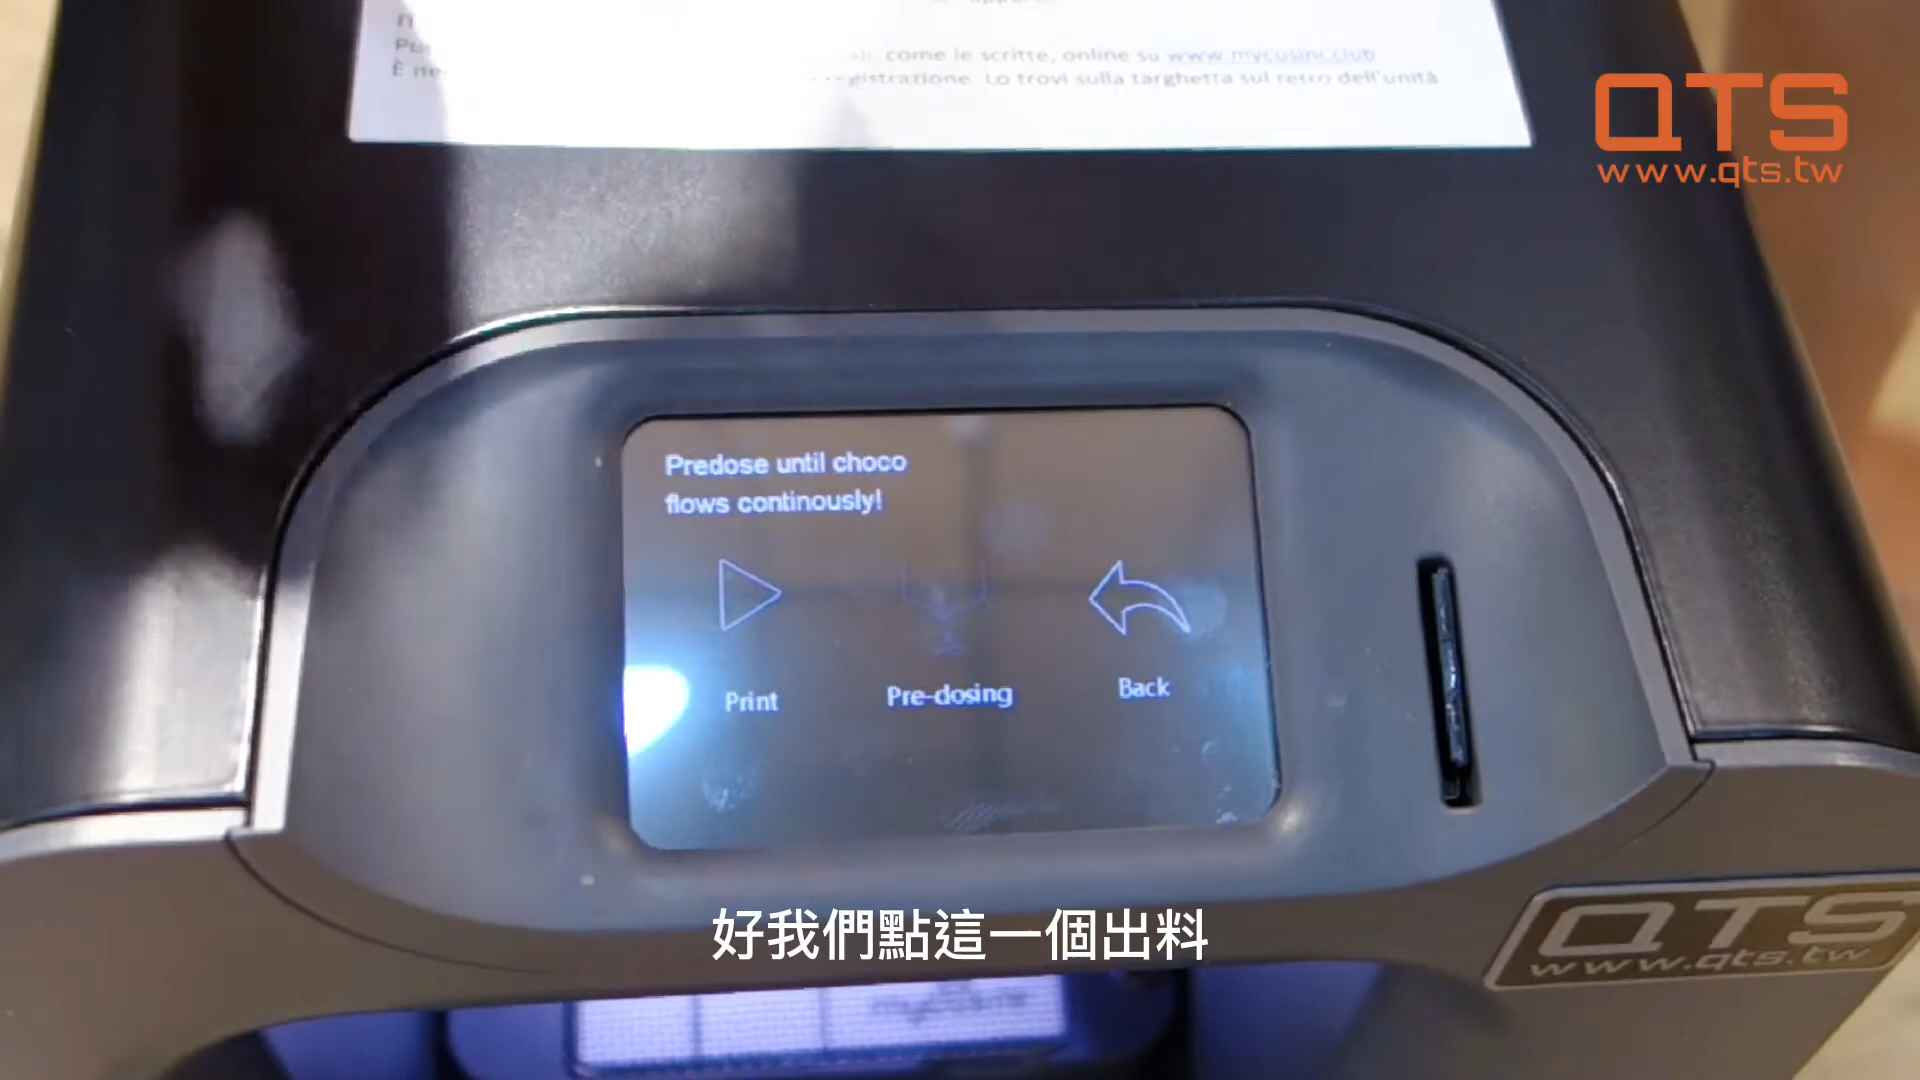 come le scritte, online su www.mycusini.club
Lo trovi sulla targhetta sul retro dell'unità
QTS
www.qts.tw
Predose until choco
flows continously!
Print
Pre-dosing
Back
好我們點這一個出料
QTS
www.qts.tw